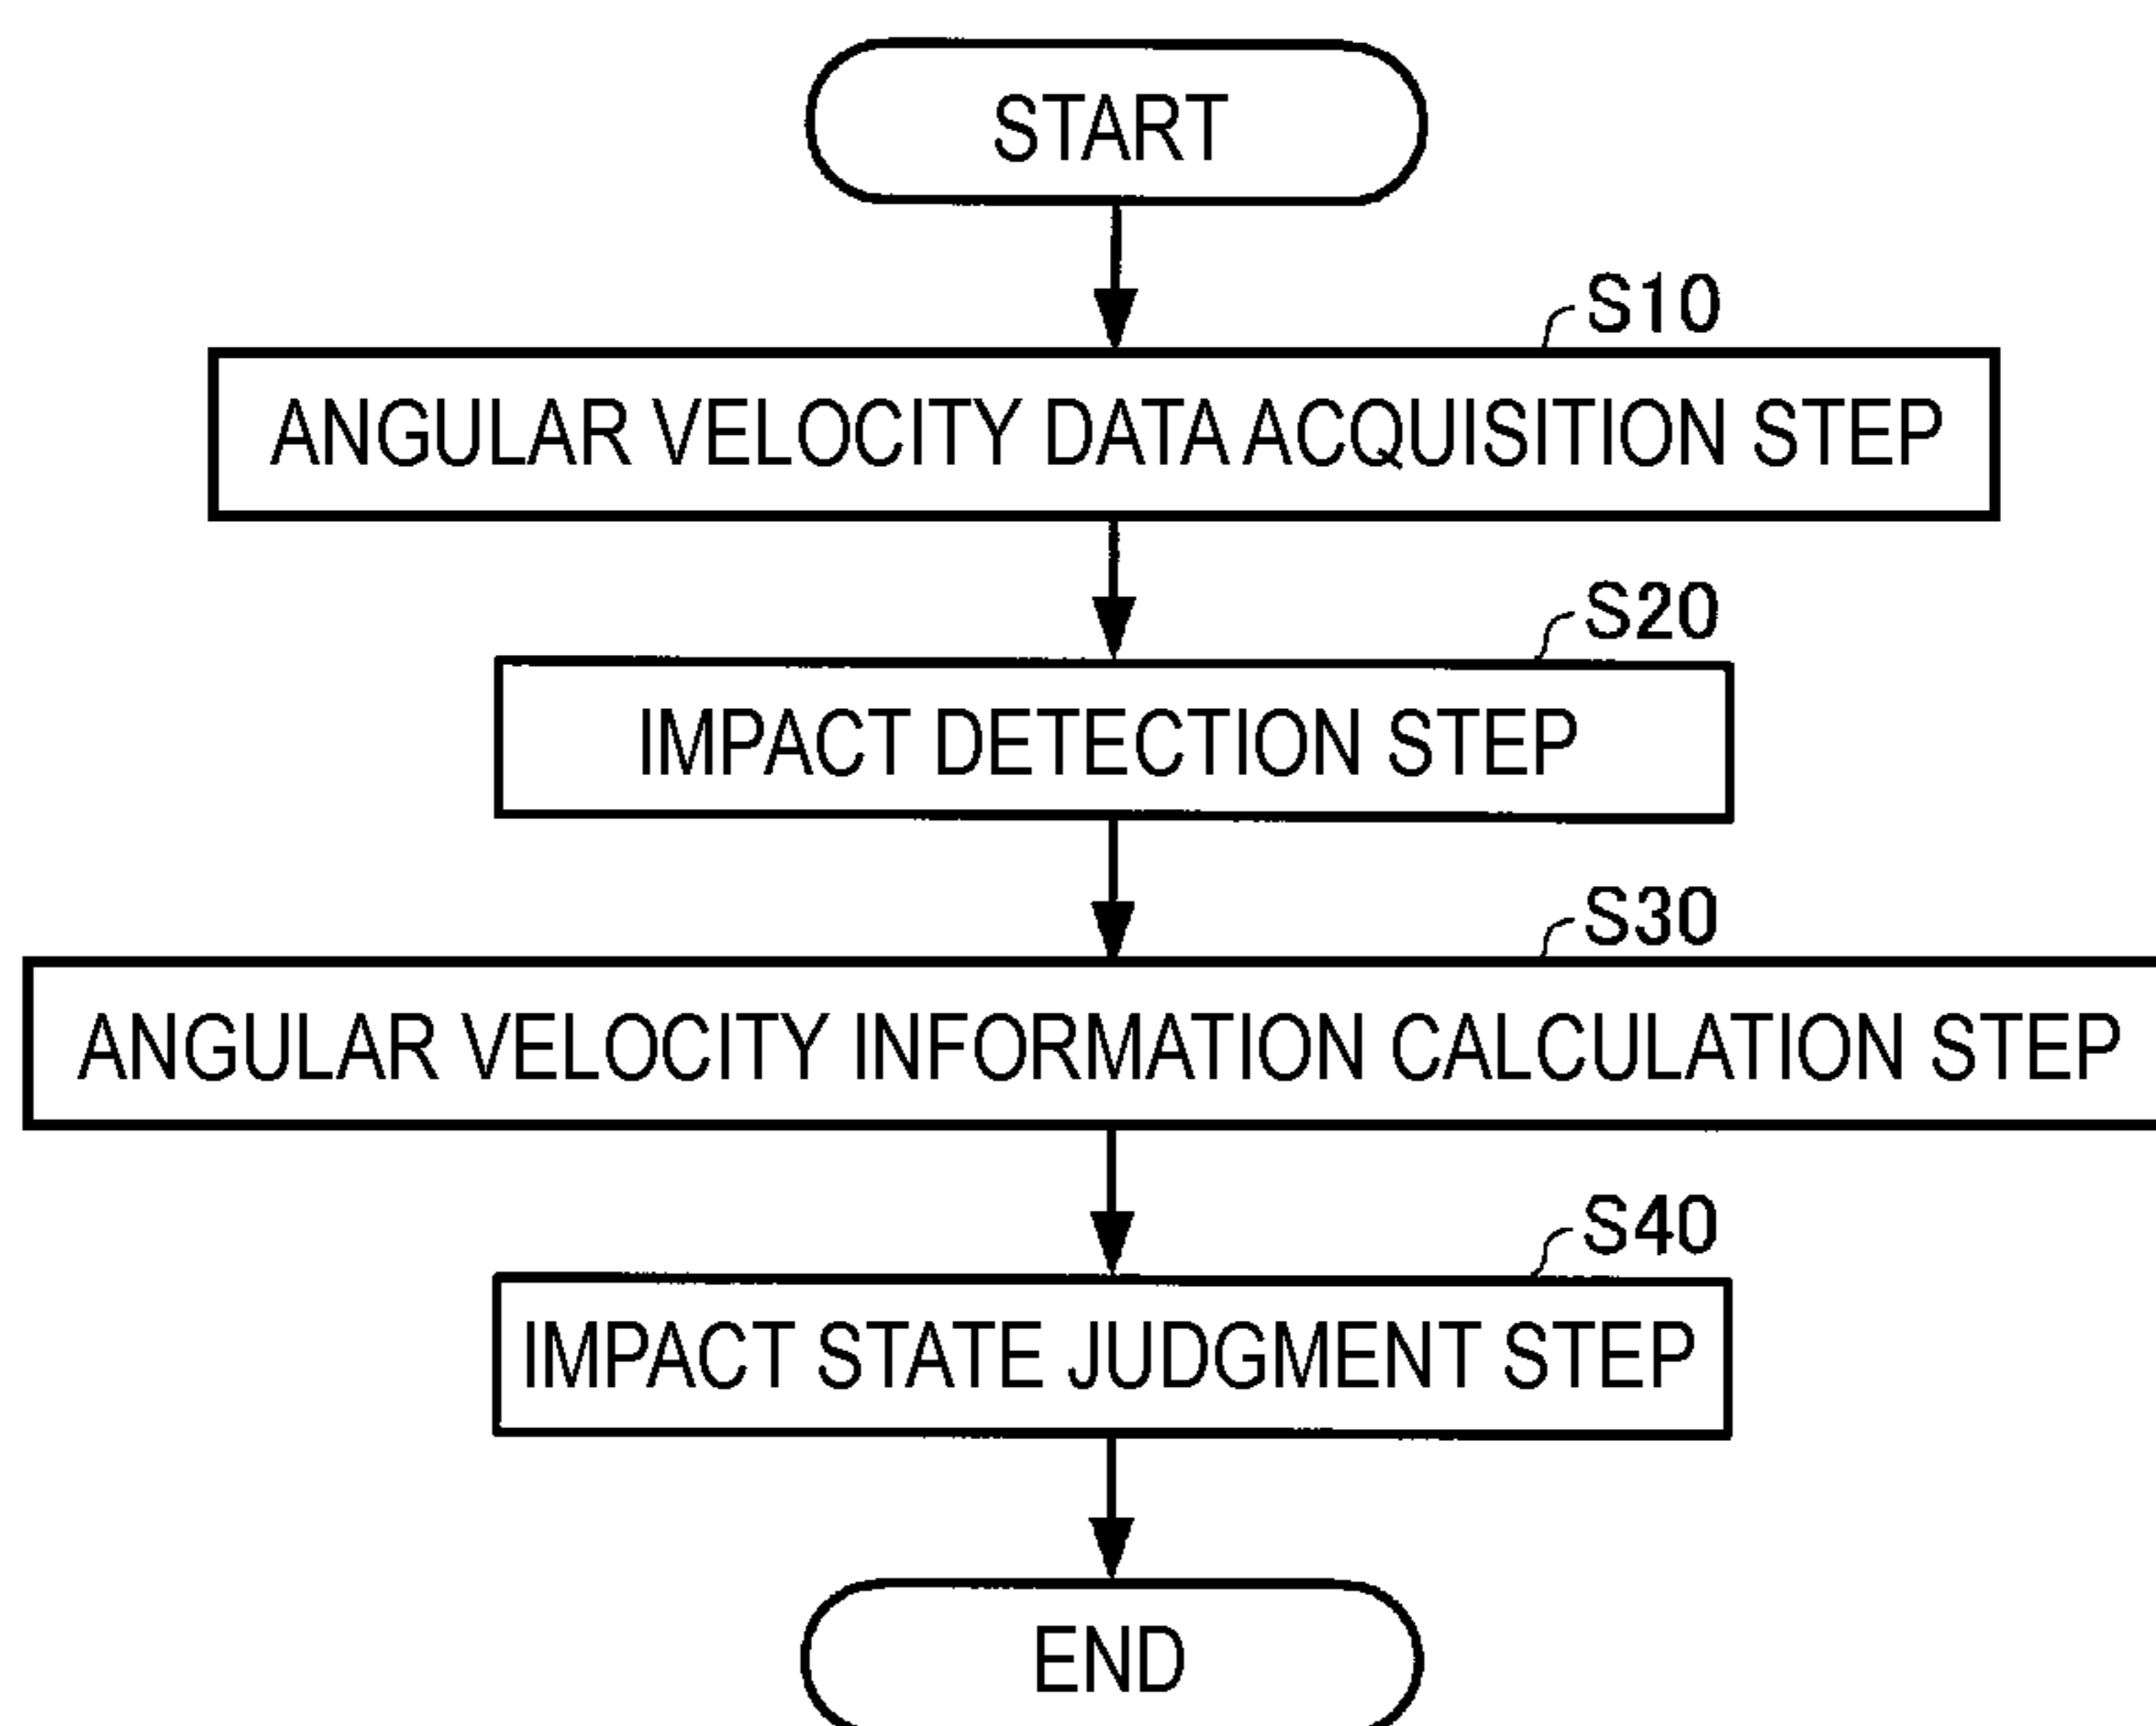 START
S10
ANGULAR VELOCITY DATA ACQUISITION STEP
S20
IMPACT DETECTION STEP
S30
ANGULAR VELOCITY INFORMATION CALCULATION STEP
S40
IMPACT STATE JUDGMENT STEP
END